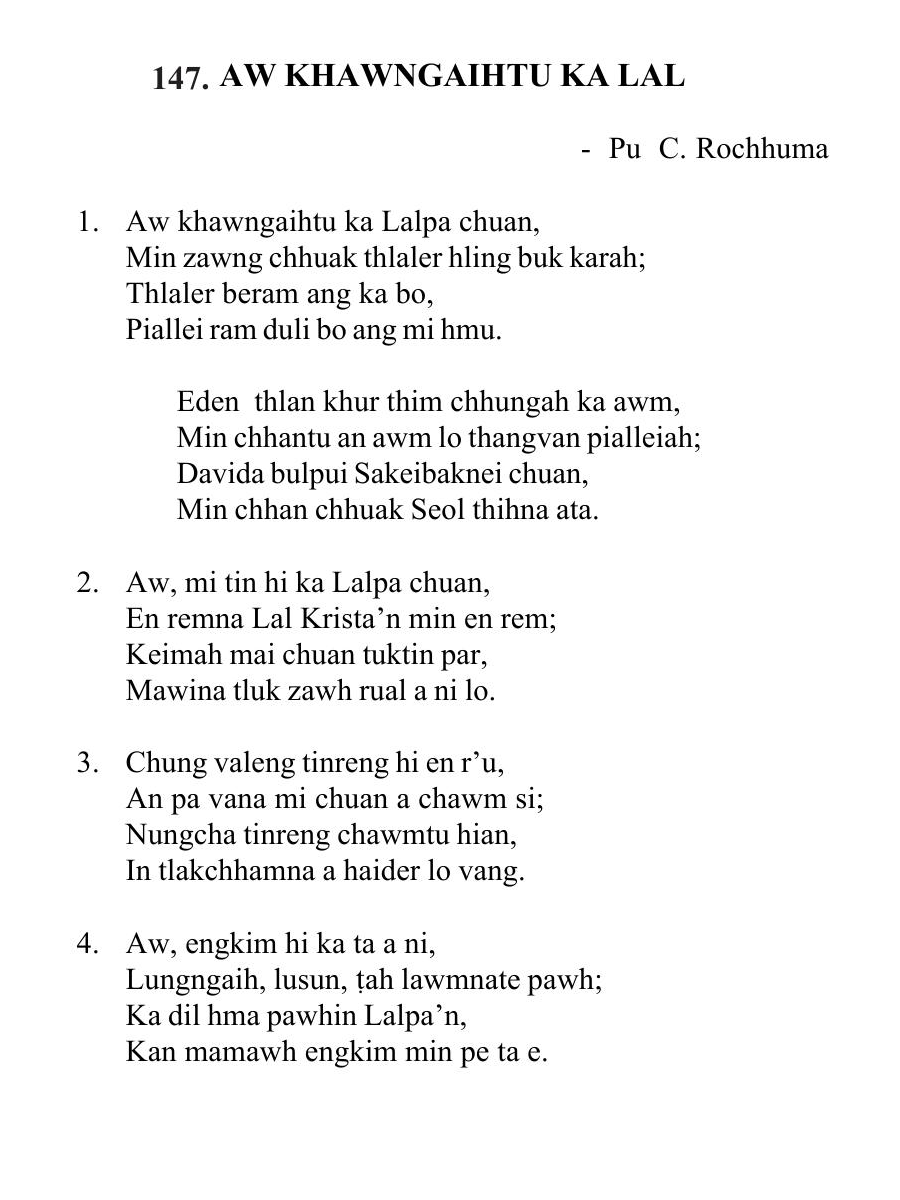 147. AW KHAWNGAIHTU KA LAL
- Pu C. Rochhuma
1. Aw khawngaihtu ka Lalpa chuan,
Min zawng chhuak thlaler hling buk karah;
Thlaler beram ang ka bo,
Piallei ram duli bo ang mi hmu.
Eden thlan khur thim chhungah ka awm,
Min chhantu an awm lo thangvan pialleiah;
Davida bulpui Sakeibaknei chuan,
Min chhan chhuak Seol thihna ata.
2. Aw, mi tin hi ka Lalpa chuan,
En remna Lal Krista’n min en rem;
Keimah mai chuan tuktin par,
Mawina tluk zawh rual a ni lo.
3. Chung valeng tinreng hi en r’u,
An pa vana mi chuan a chawm si;
Nungcha tinreng chawmtu hian,
In tlakchhamna a haider lo vang.
4. Aw, engkim hi ka ta a ni,
Lungngaih, lusun, ṭah lawmnate pawh;
Ka dil hma pawhin Lalpa’n,
Kan mamawh engkim min pe ta e.